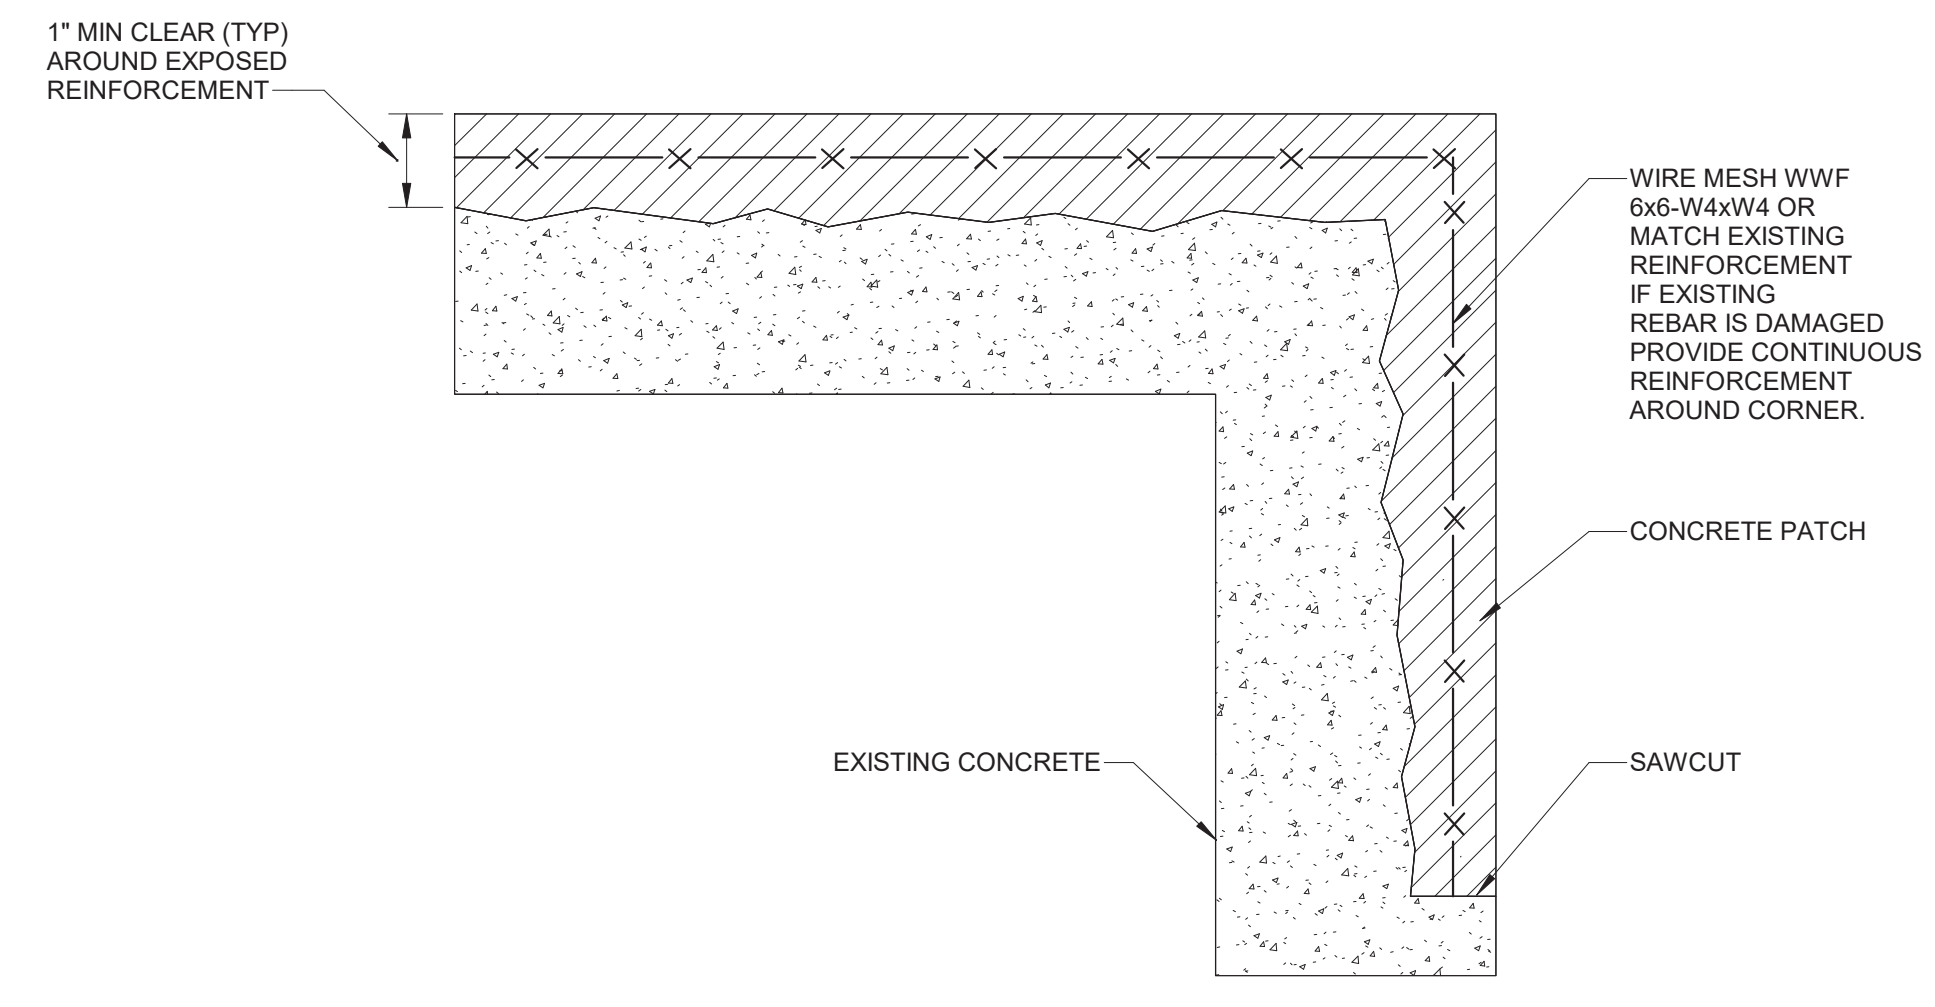 1" MIN CLEAR (TYP)
AROUND EXPOSED
REINFORCEMENT
WIRE MESH WWF
6x6-W4xW4 OR
MATCH EXISTING
REINFORCEMENT
IF EXISTING
REBAR IS DAMAGED
PROVIDE CONTINUOUS
REINFORCEMENT
AROUND CORNER.
CONCRETE PATCH
EXISTING CONCRETE
SAWCUT